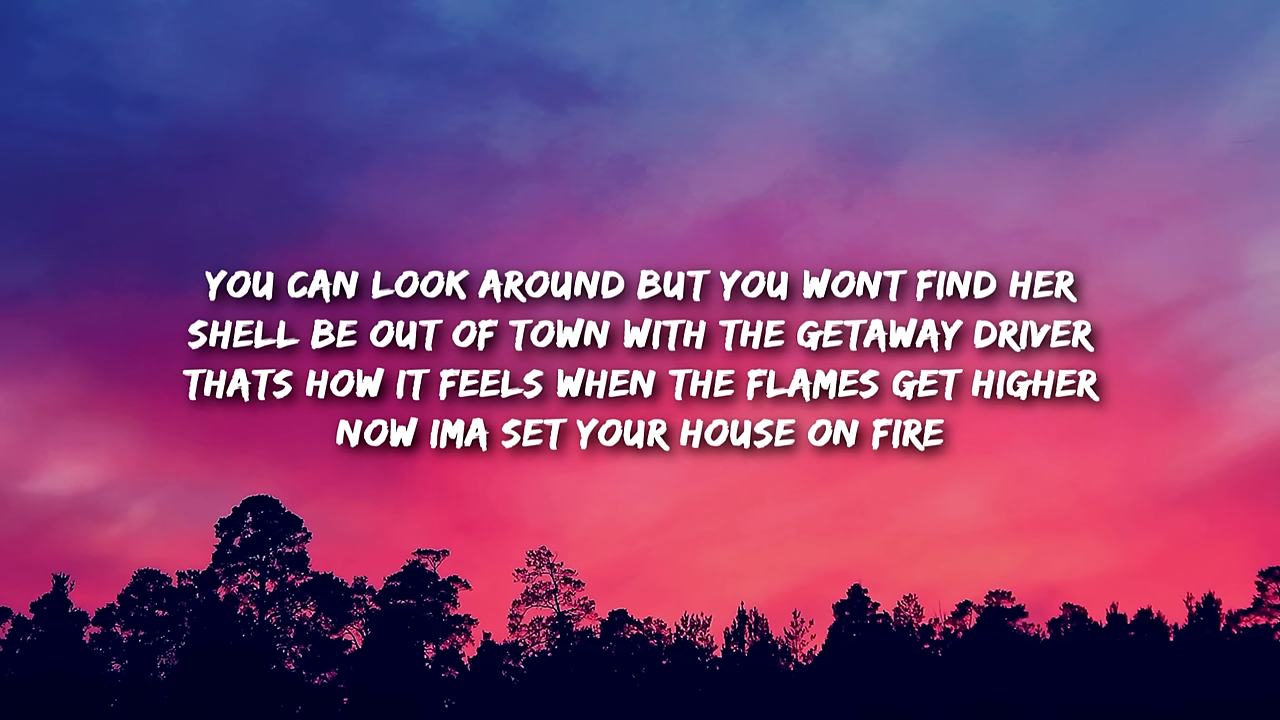 YOU CAN LOOK AROUND BUT YOU WONT FIND HER
SHELL BE OUT OF TOWN WITH THE GETAWAY DRIVER
THATS HOW IT FEELS WHEN THE FLAMES GET HIGHER
NOW IMA SET YOUR HOUSE ON FIRE